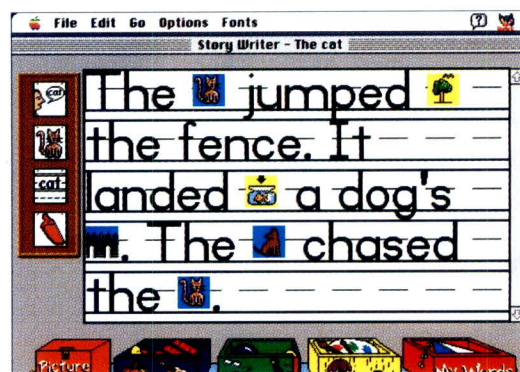 File Edit Go Options Fonts
Story Writer - The cat
cat
cat
The jumped
the fence. It
landed a dog's
. The chased
the .
Picture
My Words